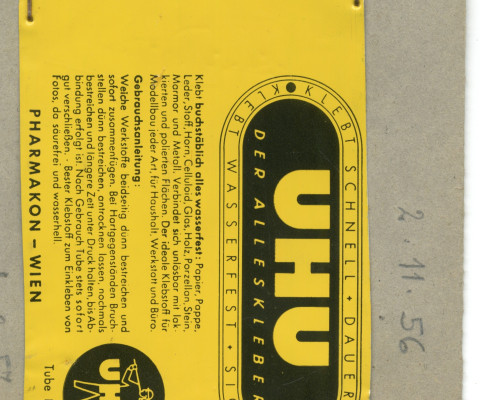 KLEBT SCHNELL + DAUER
KLEBT WASSERFEST +
UHU
DER ALLESKLEBER
Klebt buchstäblich alles wasserfest: Papier, Pappe,
Leder, Stoff, Horn, Celluloid, Glas, Holz, Porzellan, Stein,
Marmor und Metall. Verbindet sich unlösbar mit lak-
kierten und polierten Flächen. Der ideale Klebstoff für
Modellbau jeder Art, für Haushalt, Werkstatt und Büro.
Gebrauchsanleitung:
Weiche Werkstoffe beidseitig dünn bestreichen und
sofort zusammenfügen. Bei Hartgegenständen Bruch-
stellen dünn bestreichen, antrocknen lassen, nochmals
bestreichen und längere Zeit unter Druck halten, bis Ab-
bindung erfolgt ist. Nach Gebrauch Tube stets sofort
gut verschließen. · Bester Klebstoff zum Einkleben von
Fotos, da säurefrei und wasserhell.
PHARMAKON – WIEN
UHU
Tube
2. 11. 56